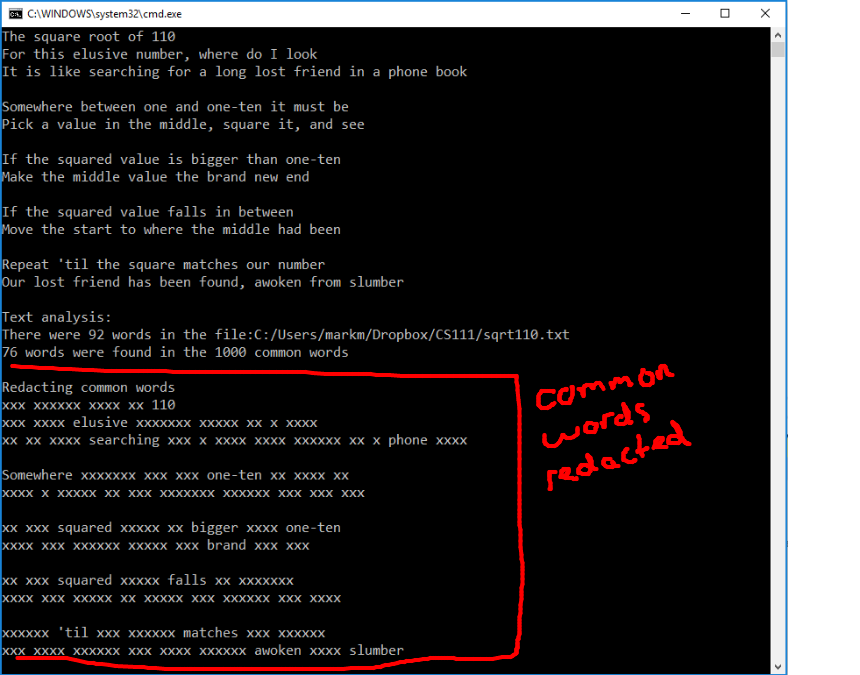 C:\WINDOWS\system32\cmd.exe
The square root of 110
For this elusive number, where do I look
It is like searching for a long lost friend in a phone book
Somewhere between one and one-ten it must be
Pick a value in the middle, square it, and see
If the squared value is bigger than one-ten
Make the middle value the brand new end
If the squared value falls in between
Move the start to where the middle had been
Repeat 'til the square matches our number
Our lost friend has been found, awoken from slumber
Text analysis:
There were 92 words in the file:C:/Users/markm/Dropbox/CS111/sqrt110.txt
76 words were found in the 1000 common words
Redacting common words
xxx xxxxxx xxxx xx 110
xxx xxxx elusive xxxxxxx xxxxx xx x xxxx
xx xx xxxx searching xxx x xxxx xxxx xxxxxx xx x phone xxxx
Somewhere xxxxxxx xxx xxx one-ten xx xxxx xx
xxxx x xxxxx xx xxx xxxxxxx xxxxxx xxx xxx xxx
xx xxx squared xxxxx xx bigger xxxx one-ten
xxxx xxx xxxxxx xxxxx xxx brand xxx xxx
xx xxx squared xxxxx falls xx xxxxxxx
xxxx xxx xxxxx xx xxxxx xxx xxxxxx xxx xxxx
xxxxxx 'til xxx xxxxxx matches xxx xxxxxx
xxx xxxx xxxxxx xxx xxxx xxxxxx awoken xxxx slumber
common
words
redacted